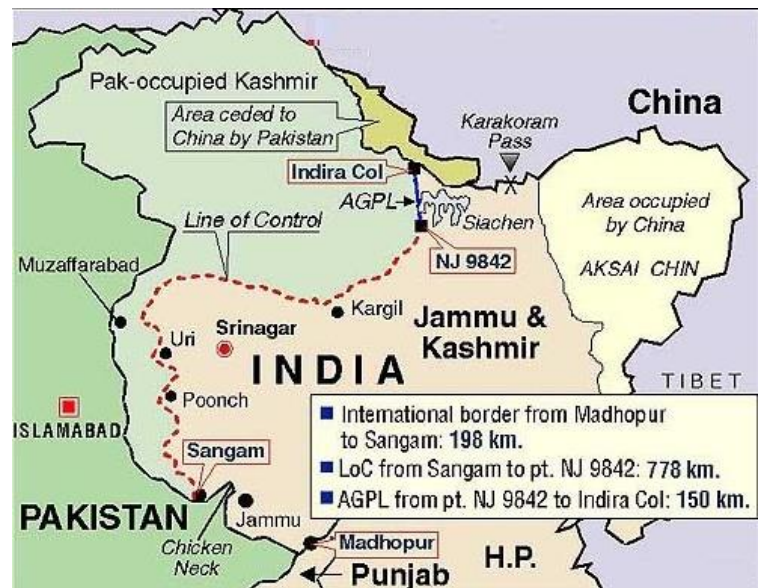 Pak-occupied Kashmir
Area ceded to
China by Pakistan
China
Karakoram
Pass
X
Indira Col
AGPL
Siachen
Area occupied
by China
AKSAI CHIN
Line of Control
NJ 9842
Muzaffarabad
Kargil
Jammu &
Kashmir
Uri
Srinagar
INDIA
TIBET
Poonch
ISLAMABAD
Sangam
International border from Madhopur
to Sangam: 198 km.
LoC from Sangam to pt. NJ 9842: 778 km.
AGPL from pt. NJ 9842 to Indira Col: 150 km.
PAKISTAN
Jammu
Chicken
Neck
Madhopur
H.P.
Punjab